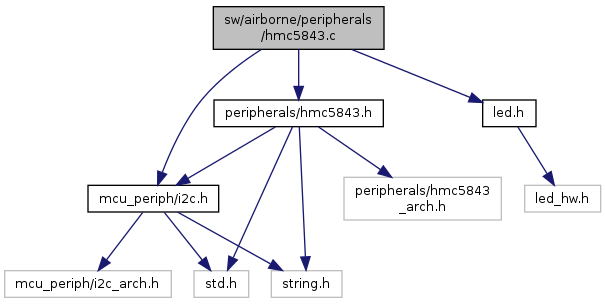 sw/airborne/peripherals
/hmc5843.c
peripherals/hmc5843.h
led.h
mcu_periph/i2c.h
peripherals/hmc5843
_arch.h
led_hw.h
mcu_periph/i2c_arch.h
std.h
string.h